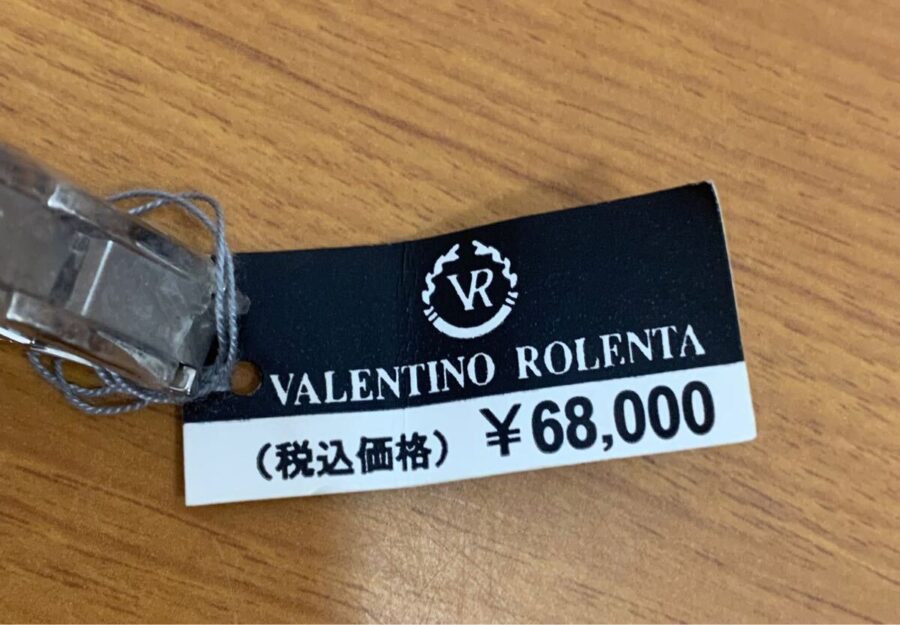 VR
VALENTINO ROLENTA
(税込価格) ¥68,000